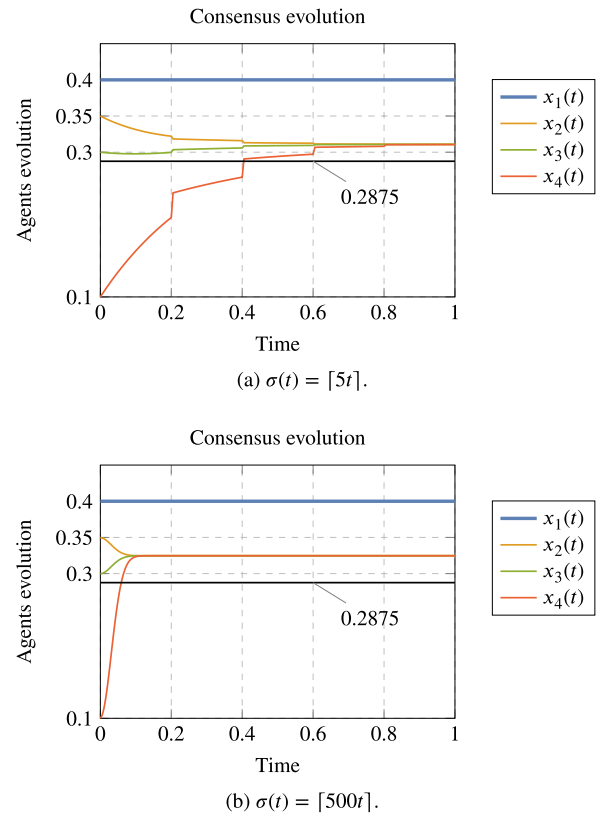 Consensus evolution
Agents evolution
0.4
0.35
0.3
0.1
0.2875
0 0.2 0.4 0.6 0.8 1
Time
x₁(t)
x₂(t)
x₃(t)
x₄(t)
(a) σ(t) = ⌈5t⌉.
Consensus evolution
Agents evolution
0.4
0.35
0.3
0.1
0.2875
0 0.2 0.4 0.6 0.8 1
Time
x₁(t)
x₂(t)
x₃(t)
x₄(t)
(b) σ(t) = ⌈500t⌉.